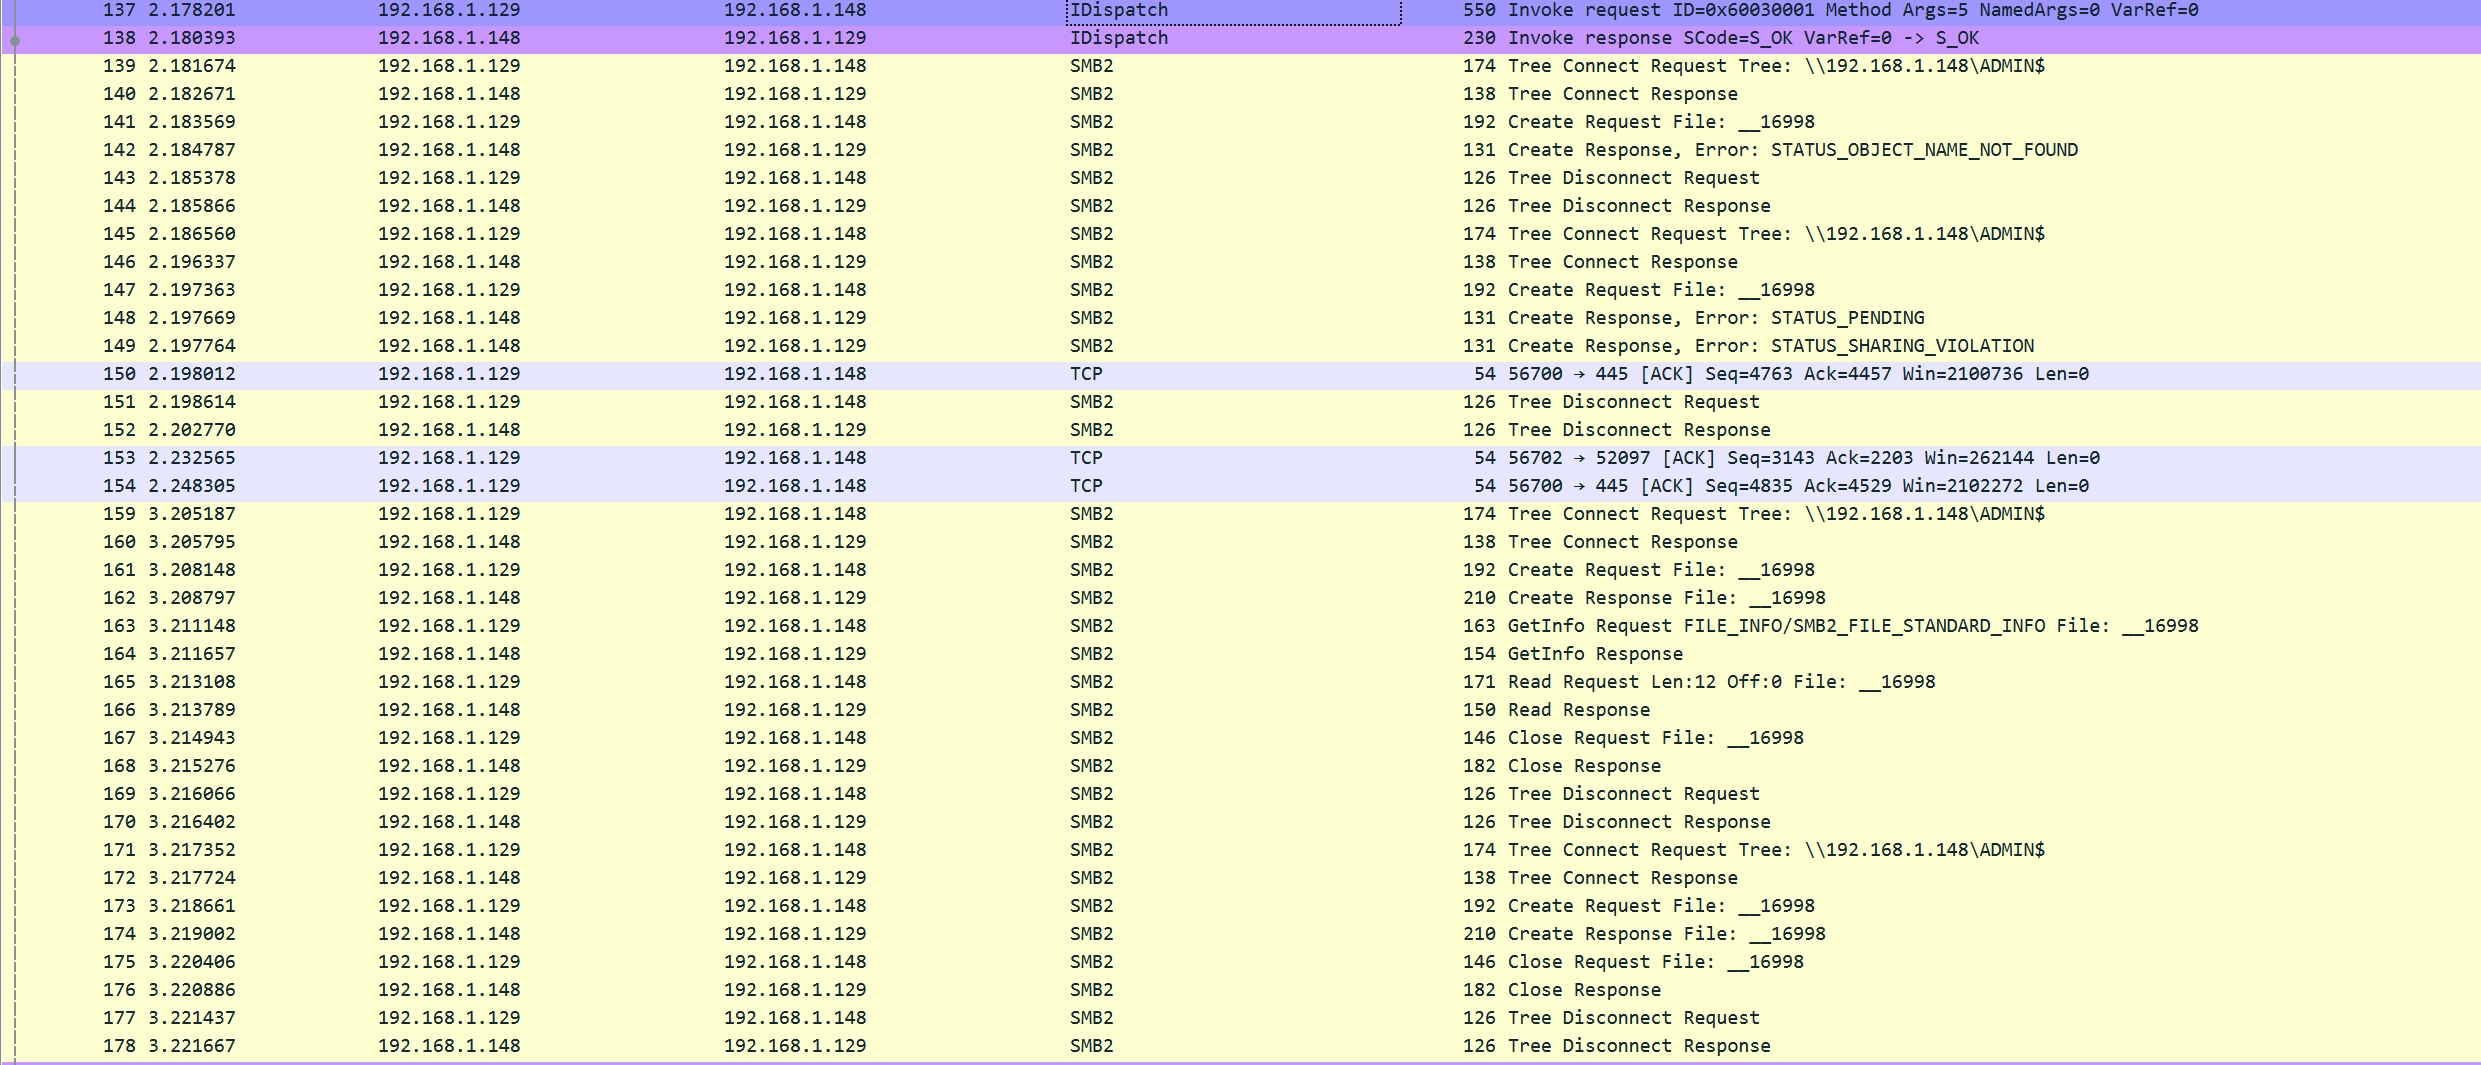 137 2.178201 192.168.1.129 192.168.1.148 IDispatch 550 Invoke request ID=0x60030001 Method Args=5 NamedArgs=0 VarRef=0
138 2.180393 192.168.1.148 192.168.1.129 IDispatch 230 Invoke response SCode=S_OK VarRef=0 -> S_OK
139 2.181674 192.168.1.129 192.168.1.148 SMB2 174 Tree Connect Request Tree: \\192.168.1.148\ADMIN$
140 2.182671 192.168.1.148 192.168.1.129 SMB2 138 Tree Connect Response
141 2.183569 192.168.1.129 192.168.1.148 SMB2 192 Create Request File: __16998
142 2.184787 192.168.1.148 192.168.1.129 SMB2 131 Create Response, Error: STATUS_OBJECT_NAME_NOT_FOUND
143 2.185378 192.168.1.129 192.168.1.148 SMB2 126 Tree Disconnect Request
144 2.185866 192.168.1.148 192.168.1.129 SMB2 126 Tree Disconnect Response
145 2.186560 192.168.1.129 192.168.1.148 SMB2 174 Tree Connect Request Tree: \\192.168.1.148\ADMIN$
146 2.196337 192.168.1.148 192.168.1.129 SMB2 138 Tree Connect Response
147 2.197363 192.168.1.129 192.168.1.148 SMB2 192 Create Request File: __16998
148 2.197669 192.168.1.148 192.168.1.129 SMB2 131 Create Response, Error: STATUS_PENDING
149 2.197764 192.168.1.148 192.168.1.129 SMB2 131 Create Response, Error: STATUS_SHARING_VIOLATION
150 2.198012 192.168.1.129 192.168.1.148 TCP 54 56700 → 445 [ACK] Seq=4763 Ack=4457 Win=2100736 Len=0
151 2.198614 192.168.1.129 192.168.1.148 SMB2 126 Tree Disconnect Request
152 2.202770 192.168.1.148 192.168.1.129 SMB2 126 Tree Disconnect Response
153 2.232565 192.168.1.129 192.168.1.148 TCP 54 56702 → 52097 [ACK] Seq=3143 Ack=2203 Win=262144 Len=0
154 2.248305 192.168.1.129 192.168.1.148 TCP 54 56700 → 445 [ACK] Seq=4835 Ack=4529 Win=2102272 Len=0
159 3.205187 192.168.1.129 192.168.1.148 SMB2 174 Tree Connect Request Tree: \\192.168.1.148\ADMIN$
160 3.205795 192.168.1.148 192.168.1.129 SMB2 138 Tree Connect Response
161 3.208148 192.168.1.129 192.168.1.148 SMB2 192 Create Request File: __16998
162 3.208797 192.168.1.148 192.168.1.129 SMB2 210 Create Response File: __16998
163 3.211148 192.168.1.129 192.168.1.148 SMB2 163 GetInfo Request FILE_INFO/SMB2_FILE_STANDARD_INFO File: __16998
164 3.211657 192.168.1.148 192.168.1.129 SMB2 154 GetInfo Response
165 3.213108 192.168.1.129 192.168.1.148 SMB2 171 Read Request Len:12 Off:0 File: __16998
166 3.213789 192.168.1.148 192.168.1.129 SMB2 150 Read Response
167 3.214943 192.168.1.129 192.168.1.148 SMB2 146 Close Request File: __16998
168 3.215276 192.168.1.148 192.168.1.129 SMB2 182 Close Response
169 3.216066 192.168.1.129 192.168.1.148 SMB2 126 Tree Disconnect Request
170 3.216402 192.168.1.148 192.168.1.129 SMB2 126 Tree Disconnect Response
171 3.217352 192.168.1.129 192.168.1.148 SMB2 174 Tree Connect Request Tree: \\192.168.1.148\ADMIN$
172 3.217724 192.168.1.148 192.168.1.129 SMB2 138 Tree Connect Response
173 3.218661 192.168.1.129 192.168.1.148 SMB2 192 Create Request File: __16998
174 3.219002 192.168.1.148 192.168.1.129 SMB2 210 Create Response File: __16998
175 3.220406 192.168.1.129 192.168.1.148 SMB2 146 Close Request File: __16998
176 3.220886 192.168.1.148 192.168.1.129 SMB2 182 Close Response
177 3.221437 192.168.1.129 192.168.1.148 SMB2 126 Tree Disconnect Request
178 3.221667 192.168.1.148 192.168.1.129 SMB2 126 Tree Disconnect Response